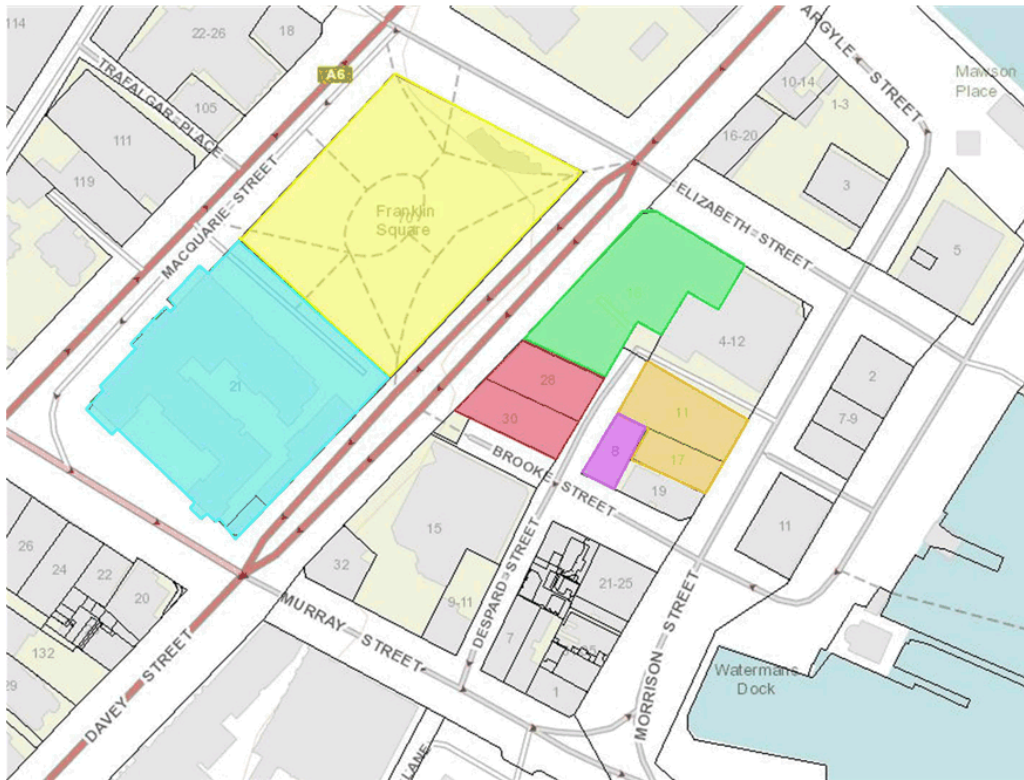 114
22-26
18
ARGYLE STREET
A6
TRAFALGAR PLACE
105
111
119
10-14
1-3
Mawson
Place
16-20
3
MACQUARIE STREET
Franklin
Square
ELIZABETH STREET
5
21
4-12
28
30
11
17
8
19
2
7-9
BROOKE STREET
15
11
26
24
22
20
32
9-11
DESPARD STREET
21-25
7
1
MURRAY STREET
MORRISON STREET
132
29
DAVEY STREET
Watermans
Dock
LANE